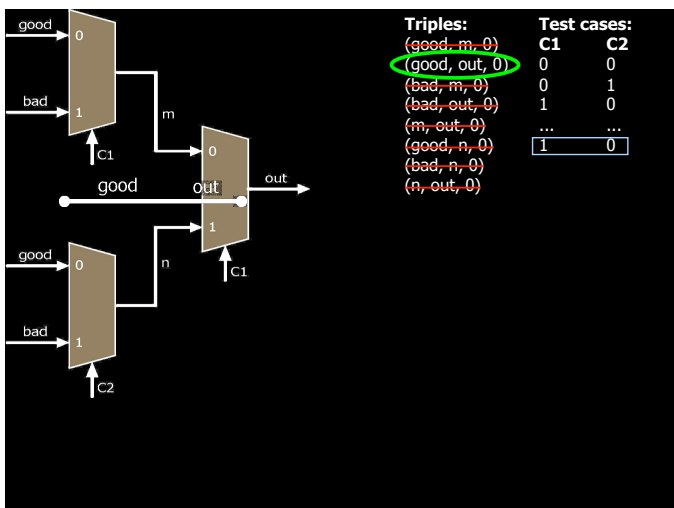 good
0
bad
1
C1
m
0
out
good out
1
C1
good
0
n
bad
1
C2
Triples:
(good, m, 0)
(good, out, 0)
(bad, m, 0)
(bad, out, 0)
(m, out, 0)
(good, n, 0)
(bad, n, 0)
(n, out, 0)
Test cases:
C1 C2
0 0
0 1
1 0
... ...
1 0